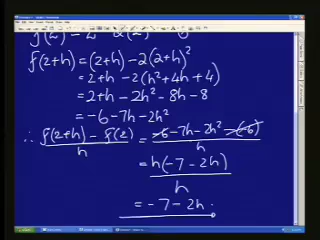 f(2+h) = (2+h) - 2(2+h)²
= 2+h - 2(h²+4h+4)
= 2+h - 2h² - 8h - 8
= -6 - 7h - 2h²
∴ f(2+h) - f(2) / h = -6 - 7h - 2h² - (-6) / h
= h(-7 - 2h) / h
= -7 - 2h